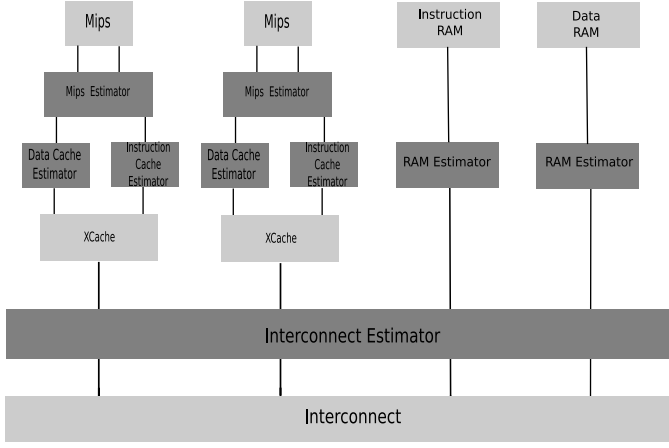 Mips
Mips
Instruction
RAM
Data
RAM
Mips Estimator
Mips Estimator
Data Cache
Estimator
Instruction
Cache
Estimator
Data Cache
Estimator
Instruction
Cache
Estimator
RAM Estimator
RAM Estimator
XCache
XCache
Interconnect Estimator
Interconnect